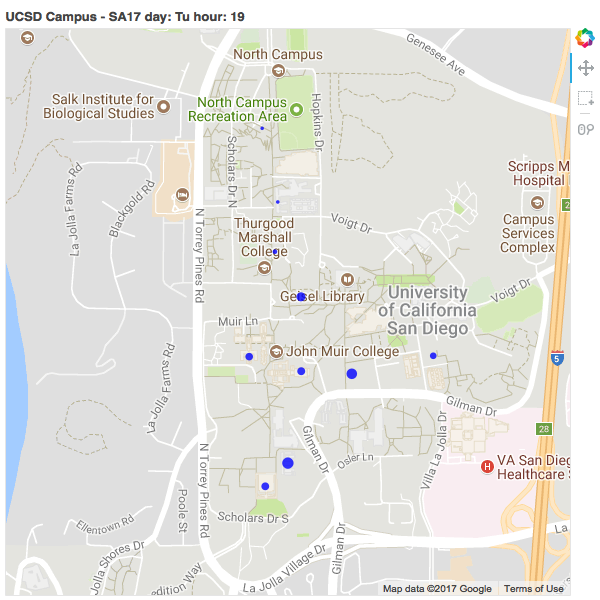 UCSD Campus - SA17 day: Tu hour: 19
Genesee Ave
North Campus
Salk Institute for
Biological Studies
North Campus
Recreation Area
Hopkins Dr
Scholars Dr N
Scripps M
Hospital
La Jolla Farms Rd
Blackgold Rd
2
N Torrey Pines Rd
Voigt Dr
Campus
Services
Complex
Thurgood
Marshall
College
Geisel Library
University
of California
San Diego
Voigt Dr
Muir Ln
John Muir College
5
La Jolla Farms Rd
Gilman Dr
Villa La Jolla Dr
28
Gilman Dr
Osler Ln
H
VA San Dieg
Healthcare S
N Torrey Pines Rd
Poole St
Ellentown Rd
Scholars Dr S
La
La Jolla Shores Dr
Gilman Dr
La Jolla Village Dr
edition Way
Map data ©2017 Google Terms of Use